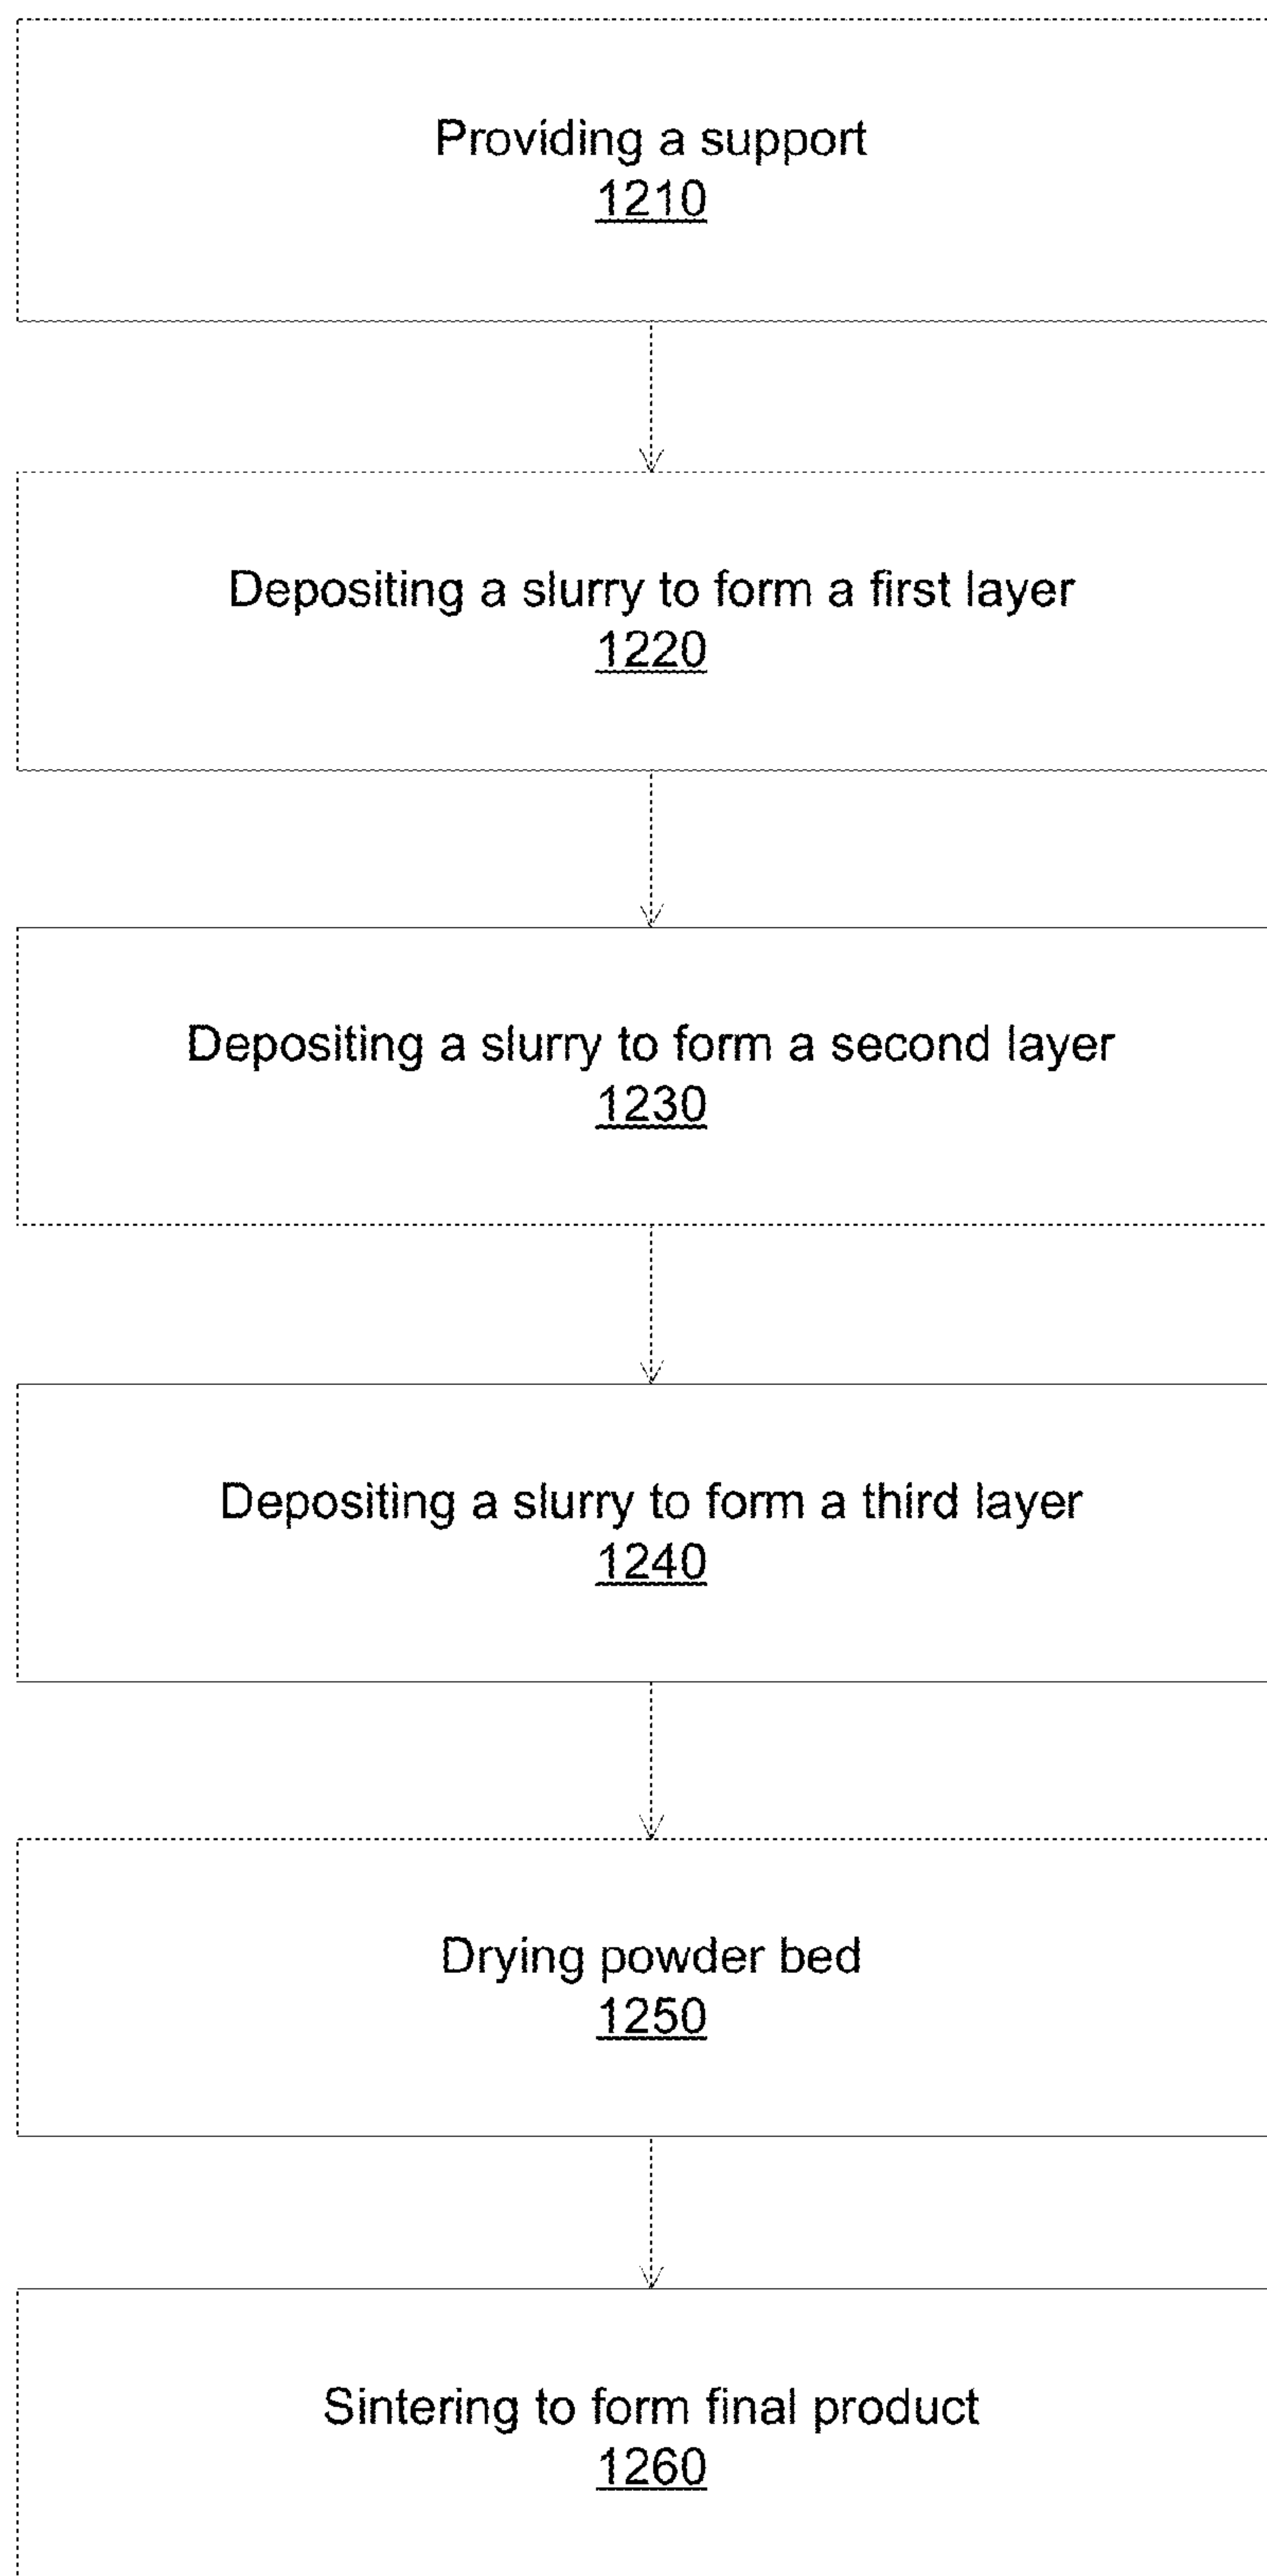 Providing a support
1210
Depositing a slurry to form a first layer
1220
Depositing a slurry to form a second layer
1230
Depositing a slurry to form a third layer
1240
Drying powder bed
1250
Sintering to form final product
1260